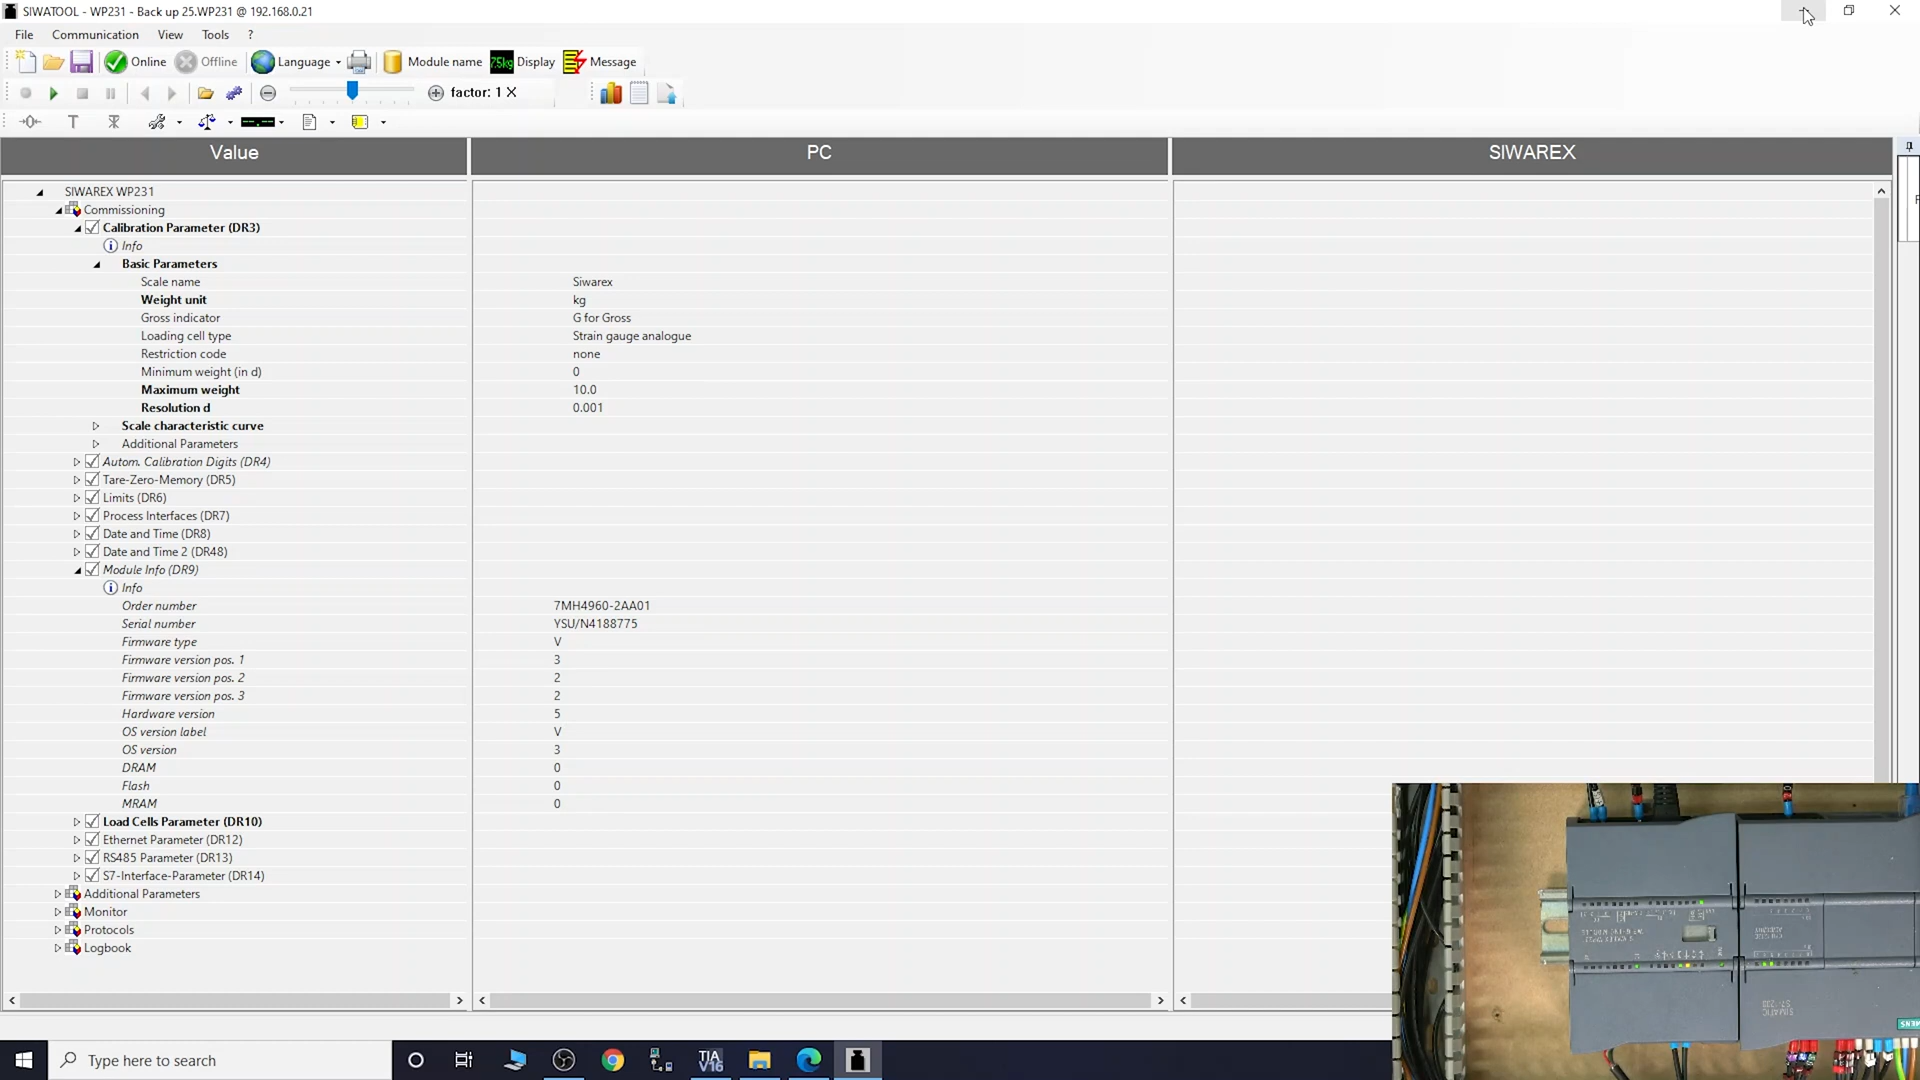 SIWATOOL - WP231 - Back up 25.WP231 @ 192.168.0.21
File Communication View Tools ?
Online Offline Language Module name 7.5kg Display Message
factor: 1 X
T
Value PC SIWAREX
SIWAREX WP231
Commissioning
Calibration Parameter (DR3)
Info
Basic Parameters
Scale name Siwarex
Weight unit kg
Gross indicator G for Gross
Loading cell type Strain gauge analogue
Restriction code none
Minimum weight (in d) 0
Maximum weight 10.0
Resolution d 0.001
Scale characteristic curve
Additional Parameters
Autom. Calibration Digits (DR4)
Tare-Zero-Memory (DR5)
Limits (DR6)
Process Interfaces (DR7)
Date and Time (DR8)
Date and Time 2 (DR48)
Module Info (DR9)
Info
Order number 7MH4960-2AA01
Serial number YSU/N4188775
Firmware type V
Firmware version pos. 1 3
Firmware version pos. 2 2
Firmware version pos. 3 2
Hardware version 5
OS version label V
OS version 3
DRAM 0
Flash 0
MRAM 0
Load Cells Parameter (DR10)
Ethernet Parameter (DR12)
RS485 Parameter (DR13)
S7-Interface-Parameter (DR14)
Additional Parameters
Monitor
Protocols
Logbook
SIMATIC
S7-1200
Type here to search
TIA
V16